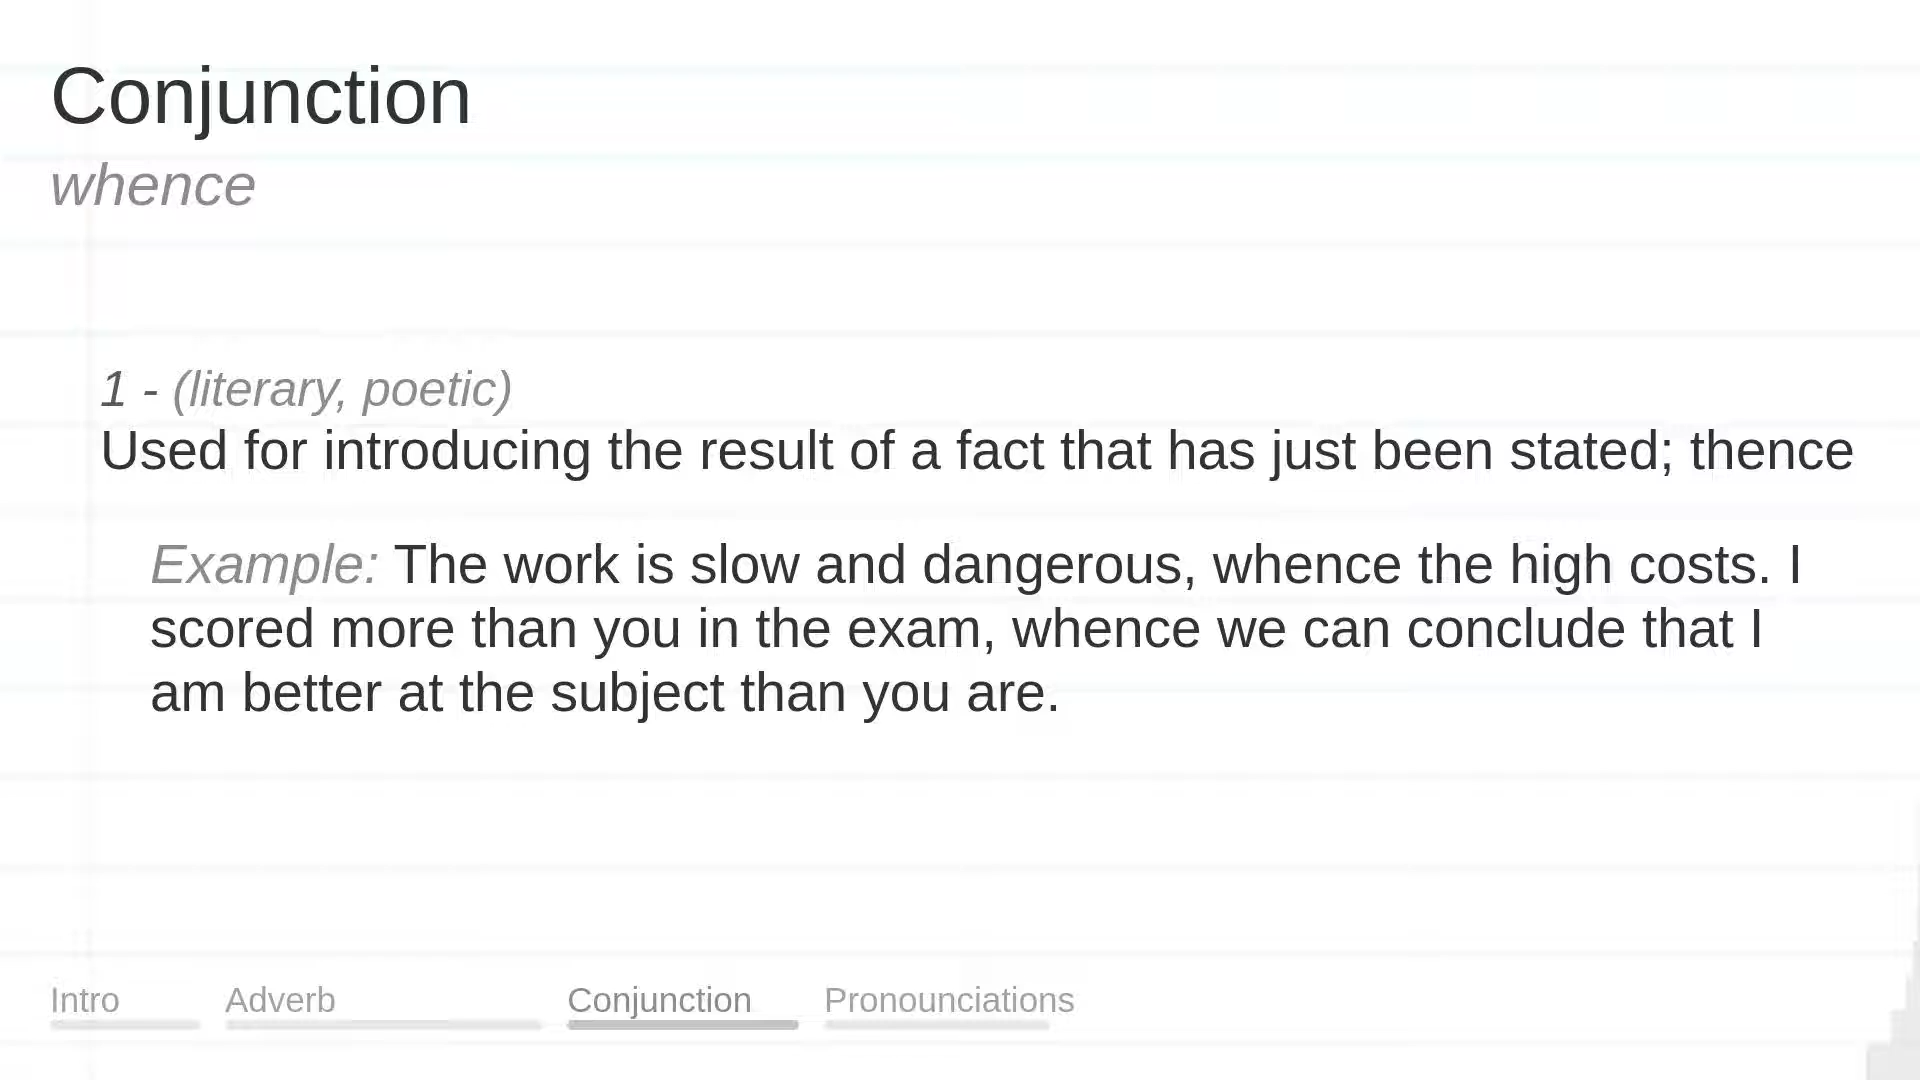 Conjunction
whence
1 - (literary, poetic)
Used for introducing the result of a fact that has just been stated; thence
Example: The work is slow and dangerous, whence the high costs. I
scored more than you in the exam, whence we can conclude that I
am better at the subject than you are.
Intro Adverb Conjunction Pronounciations